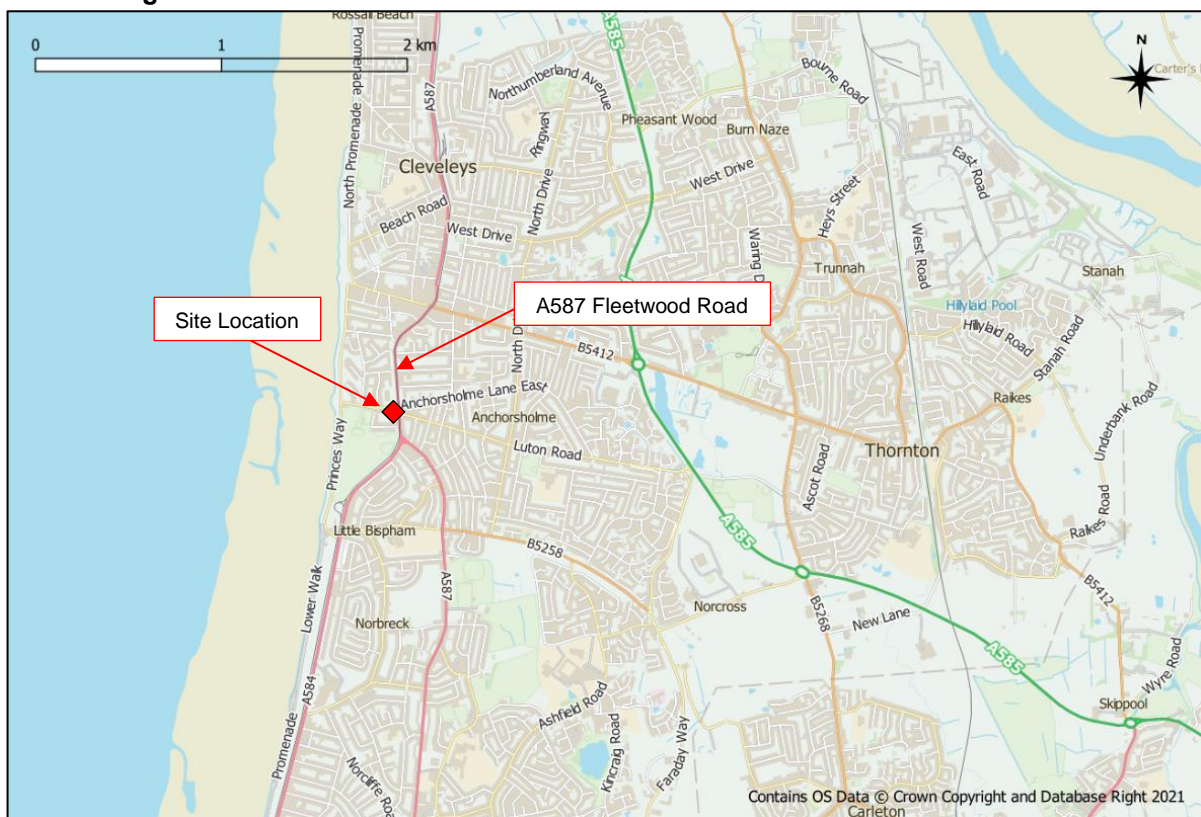 Rossall Beach
0
1
2 km
N
A587
A585
Promenade
North Promenade
Northumberland Avenue
Bourne Road
Carter's
Pheasant Wood
Burn Naze
Ringway
Cleveleys
West Drive
East Road
North Drive
Heys Street
Beach Road
West Drive
West Road
Trunnah
Stanah
Hillylaid Pool
Hillylaid Road
Stanah Road
Site Location
A587 Fleetwood Road
B5412
Anchorsholme Lane East
Anchorsholme
Raikes
Underbank Road
Princes Way
Luton Road
Thornton
Ascot Road
Raikes Road
Little Bispham
B5258
A585
Lower Walk
A587
Norcross
B5412
Norbreck
B5268
New Lane
A584
A585
Wyre Road
Skippool
Ashfield Road
Promenade
Kincraig Road
Faraday Way
Norcliffe Road
Contains OS Data © Crown Copyright and Database Right 2021
Carleton